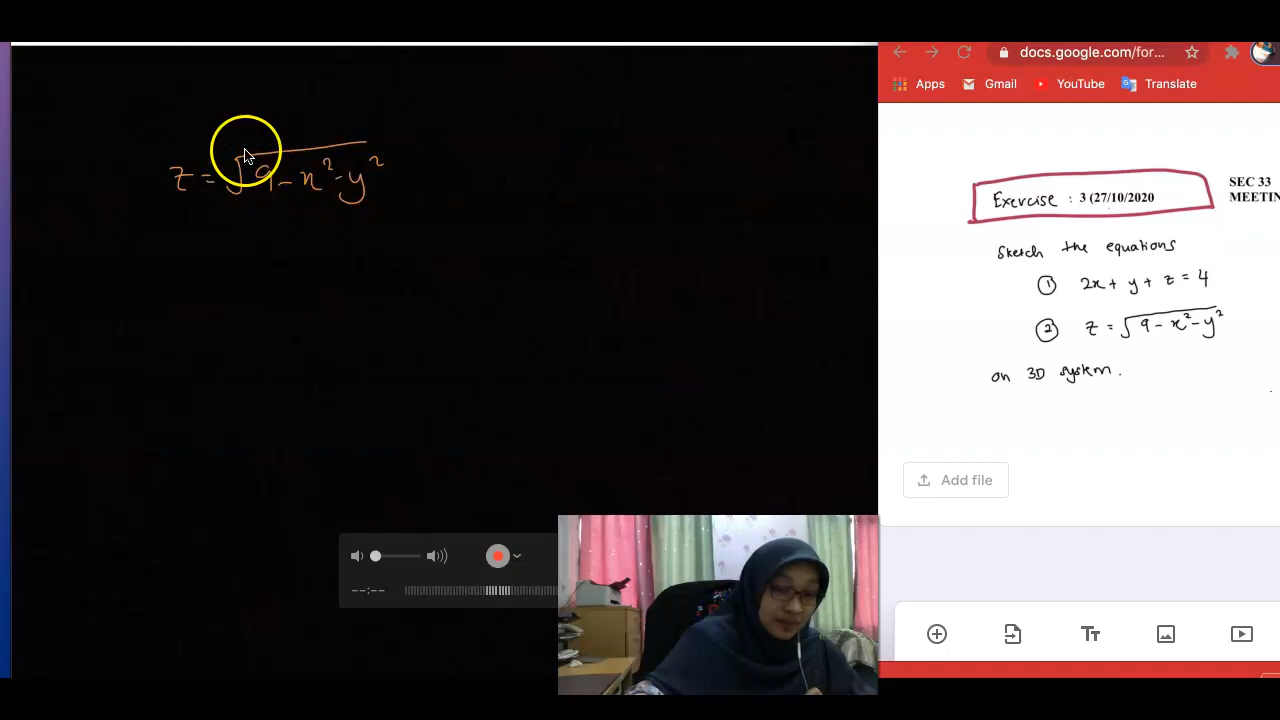 z = √9 - x² - y²
docs.google.com/for...
Apps Gmail YouTube Translate
Exercise : 3 (27/10/2020
SEC 33
MEETIN
Sketch the equations
① 2x + y + z = 4
② z = √9 - x² - y²
on 3D system.
Add file
--:--
Tт